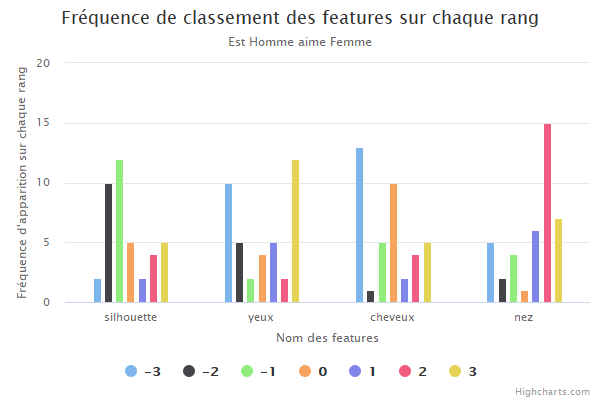 Fréquence de classement des features sur chaque rang
Est Homme aime Femme
Fréquence d'apparition sur chaque rang
20
15
10
5
0
silhouette yeux cheveux nez
Nom des features
-3 -2 -1 0 1 2 3
Highcharts.com